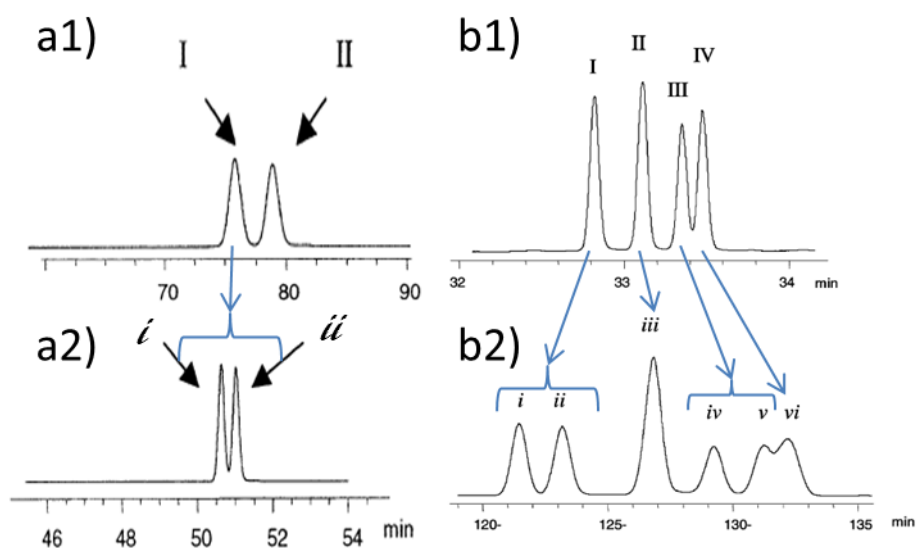 a1)
I II
70 80 90
a2)
i ii
46 48 50 52 54 min
b1)
I II III IV
32 33 34 min
b2)
iii
i ii iv v vi
120- 125- 130- 135 min